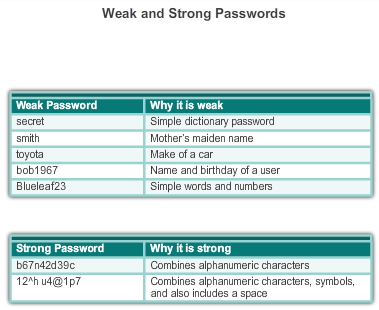 Weak and Strong Passwords
Weak Password Why it is weak
secret Simple dictionary password
smith Mother's maiden name
toyota Make of a car
bob1967 Name and birthday of a user
Blueleaf23 Simple words and numbers
Strong Password Why it is strong
b67n42d39c Combines alphanumeric characters
12^h u4@1p7 Combines alphanumeric characters, symbols,
and also includes a space